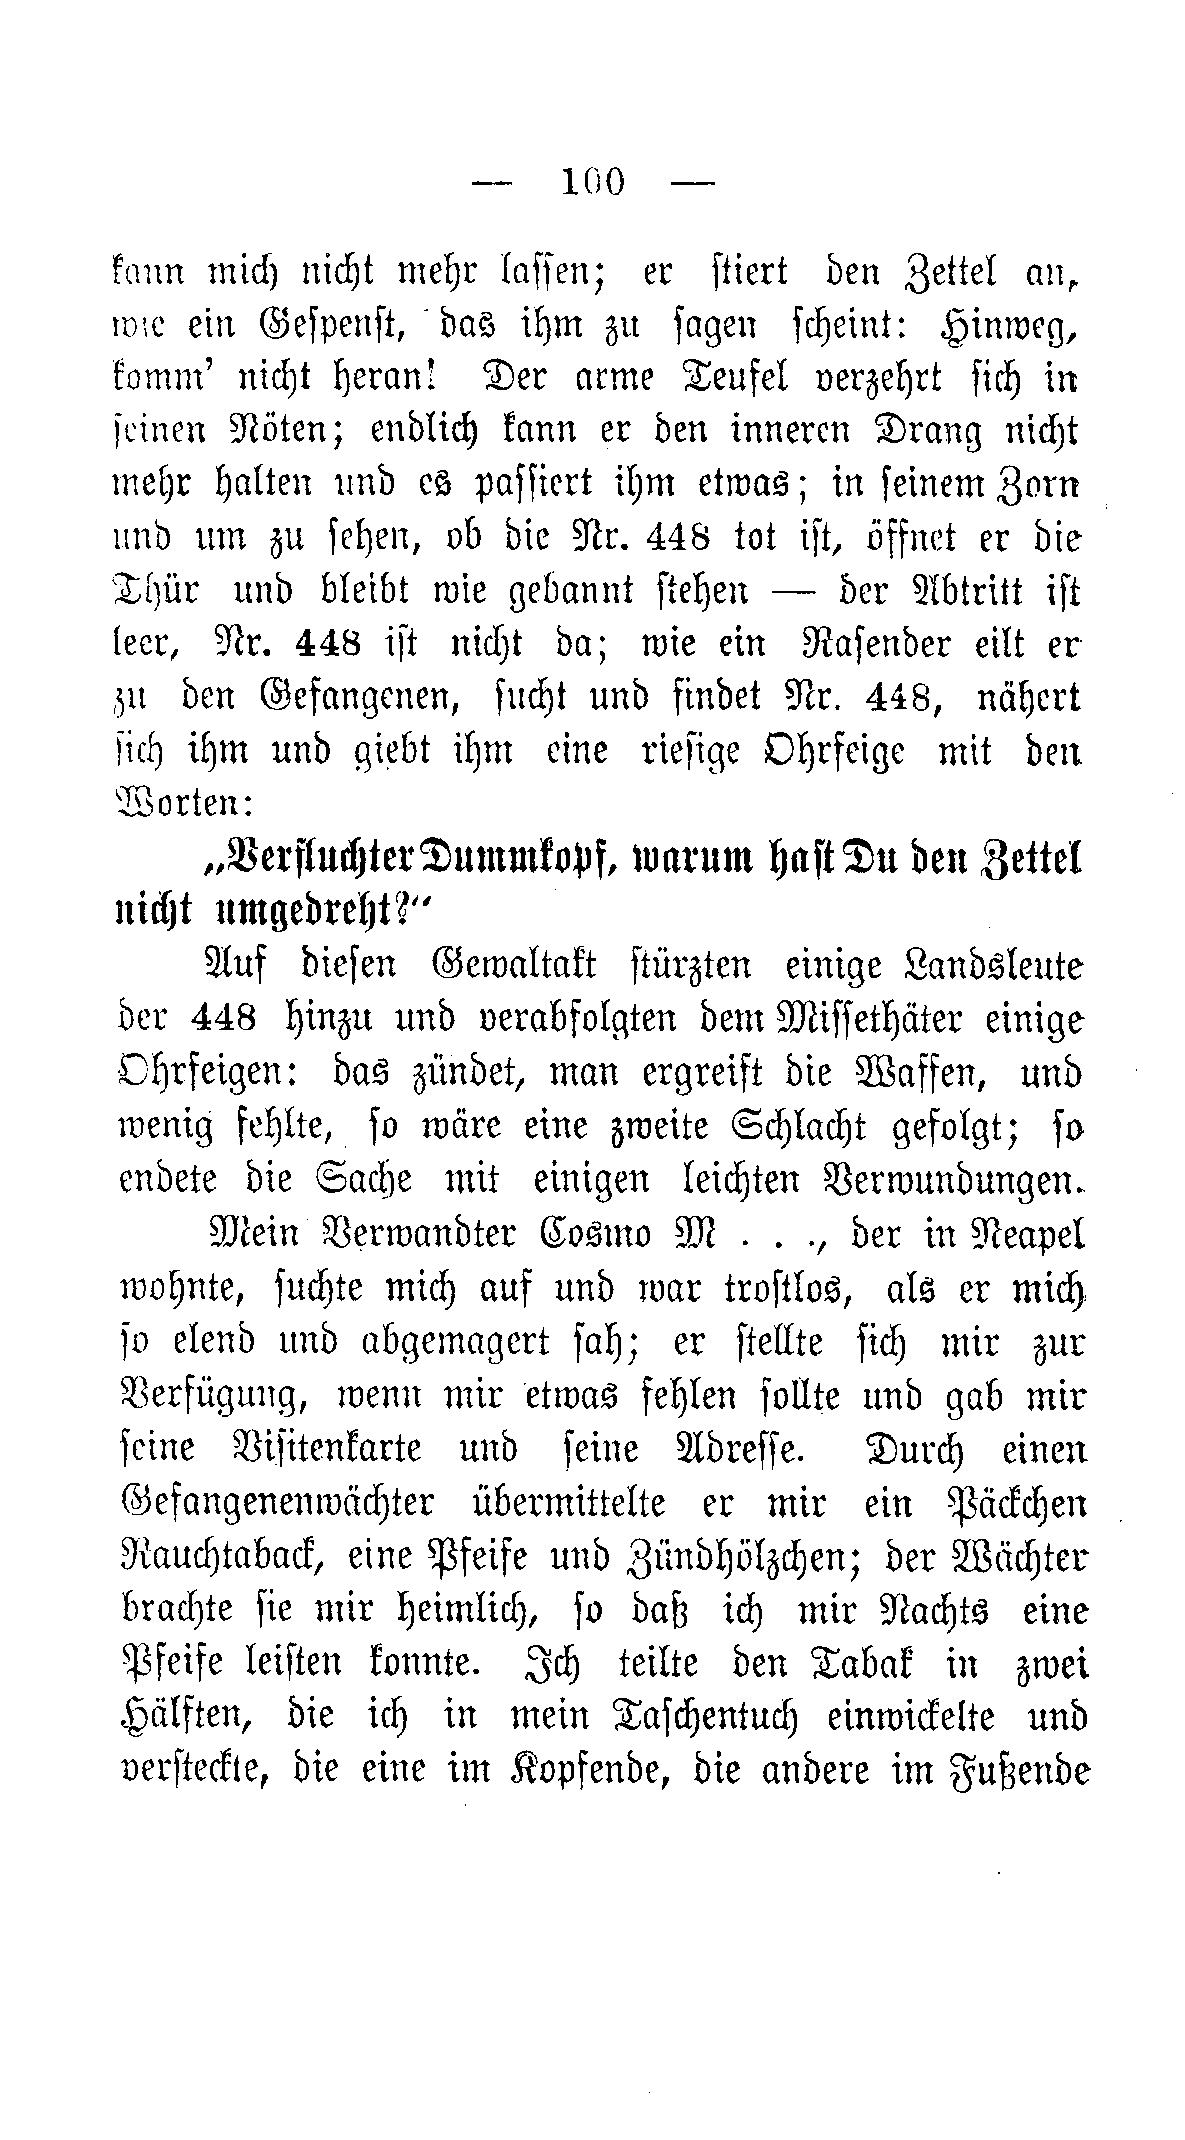 — 100 —
kann mich nicht mehr lassen; er stiert den Zettel an,
wie ein Gespenst, das ihm zu sagen scheint: Hinweg,
komm' nicht heran! Der arme Teufel verzehrt sich in
seinen Nöten; endlich kann er den inneren Drang nicht
mehr halten und es passiert ihm etwas; in seinem Zorn
und um zu sehen, ob die Nr. 448 tot ist, öffnet er die
Thür und bleibt wie gebannt stehen — der Abtritt ist
leer, Nr. 448 ist nicht da; wie ein Rasender eilt er
zu den Gefangenen, sucht und findet Nr. 448, nähert
sich ihm und giebt ihm eine riesige Ohrfeige mit den
Worten:
„Verfluchter Dummkopf, warum hast Du den Zettel
nicht umgedreht?“
Auf diesen Gewaltakt stürzten einige Landsleute
der 448 hinzu und verabfolgten dem Missethäter einige
Ohrfeigen: das zündet, man ergreift die Waffen, und
wenig fehlte, so wäre eine zweite Schlacht gefolgt; so
endete die Sache mit einigen leichten Verwundungen.
Mein Verwandter Cosmo M . . ., der in Neapel
wohnte, suchte mich auf und war trostlos, als er mich
so elend und abgemagert sah; er stellte sich mir zur
Verfügung, wenn mir etwas fehlen sollte und gab mir
seine Visitenkarte und seine Adresse. Durch einen
Gefangenenwächter übermittelte er mir ein Päckchen
Rauchtaback, eine Pfeife und Zündhölzchen; der Wächter
brachte sie mir heimlich, so daß ich mir Nachts eine
Pfeife leisten konnte. Ich teilte den Tabak in zwei
Hälften, die ich in mein Taschentuch einwickelte und
versteckte, die eine im Kopfende, die andere im Fußende